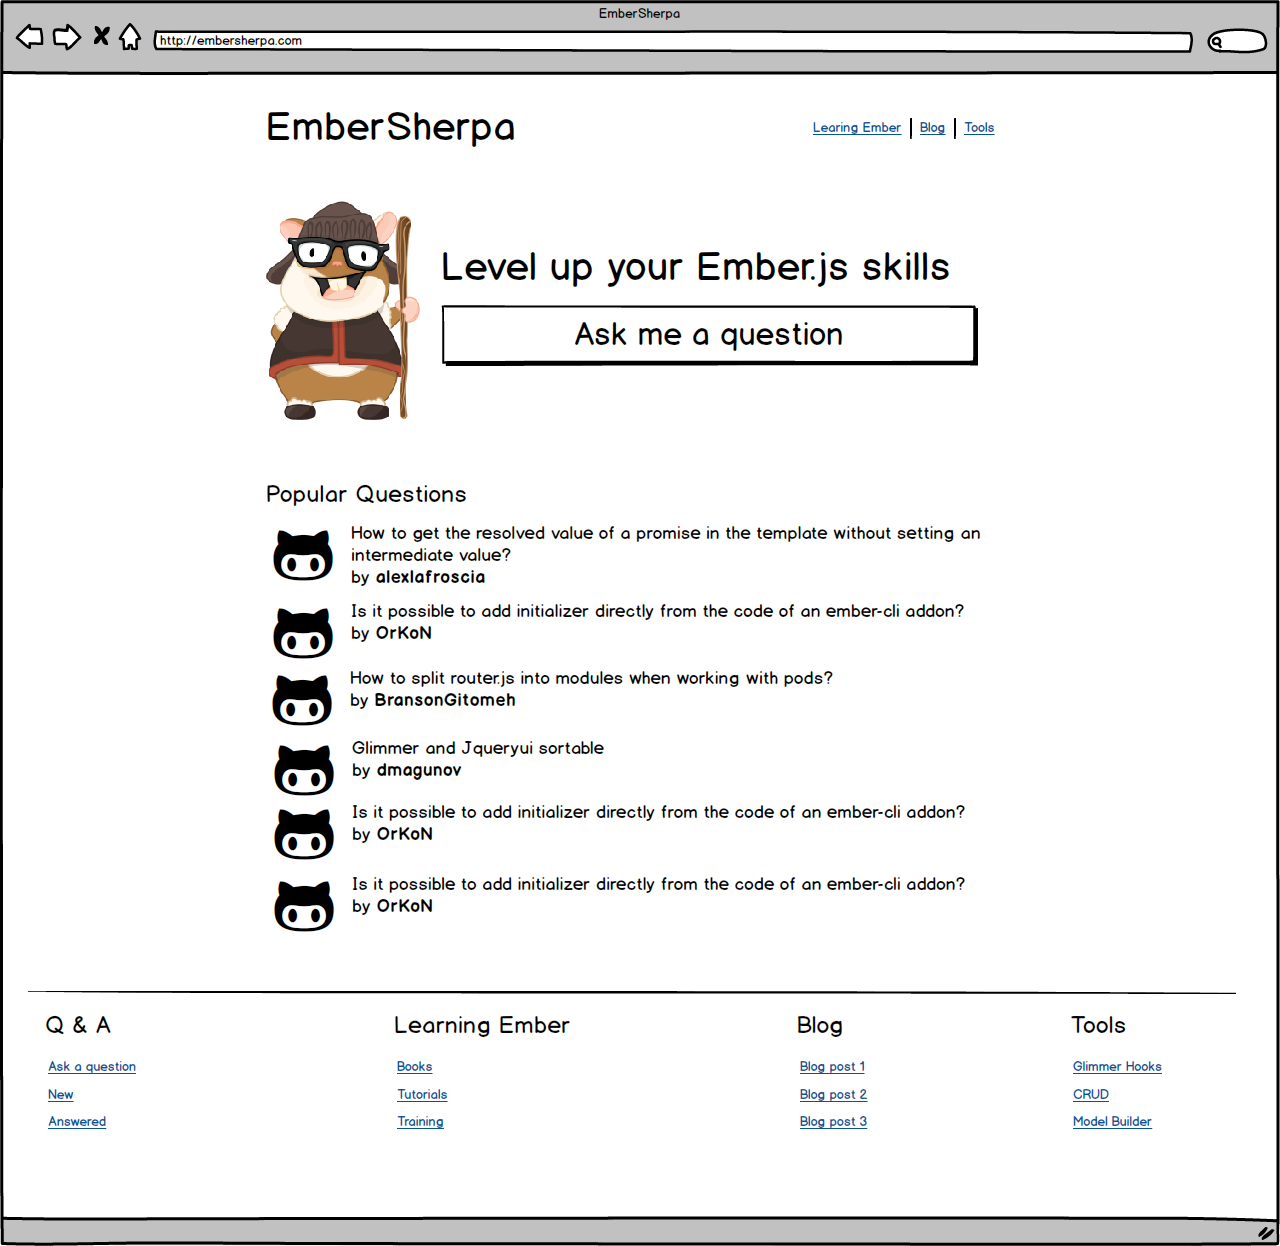 EmberSherpa
http://embersherpa.com
EmberSherpa
Learing Ember | Blog | Tools
Level up your Ember.js skills
Ask me a question
Popular Questions
How to get the resolved value of a promise in the template without setting an
intermediate value?
by alexlafroscia
Is it possible to add initializer directly from the code of an ember-cli addon?
by OrKoN
How to split router.js into modules when working with pods?
by BransonGitomeh
Glimmer and Jqueryui sortable
by dmagunov
Is it possible to add initializer directly from the code of an ember-cli addon?
by OrKoN
Is it possible to add initializer directly from the code of an ember-cli addon?
by OrKoN
Q & A
Ask a question
New
Answered
Learning Ember
Books
Tutorials
Training
Blog
Blog post 1
Blog post 2
Blog post 3
Tools
Glimmer Hooks
CRUD
Model Builder